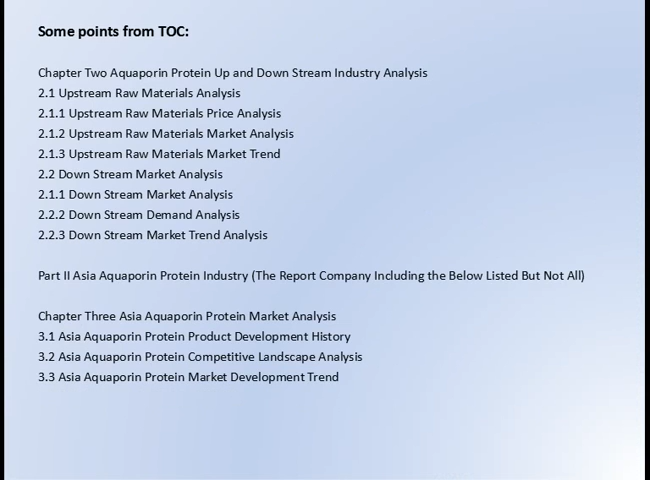 Some points from TOC:
Chapter Two Aquaporin Protein Up and Down Stream Industry Analysis
2.1 Upstream Raw Materials Analysis
2.1.1 Upstream Raw Materials Price Analysis
2.1.2 Upstream Raw Materials Market Analysis
2.1.3 Upstream Raw Materials Market Trend
2.2 Down Stream Market Analysis
2.1.1 Down Stream Market Analysis
2.2.2 Down Stream Demand Analysis
2.2.3 Down Stream Market Trend Analysis
Part II Asia Aquaporin Protein Industry (The Report Company Including the Below Listed But Not All)
Chapter Three Asia Aquaporin Protein Market Analysis
3.1 Asia Aquaporin Protein Product Development History
3.2 Asia Aquaporin Protein Competitive Landscape Analysis
3.3 Asia Aquaporin Protein Market Development Trend